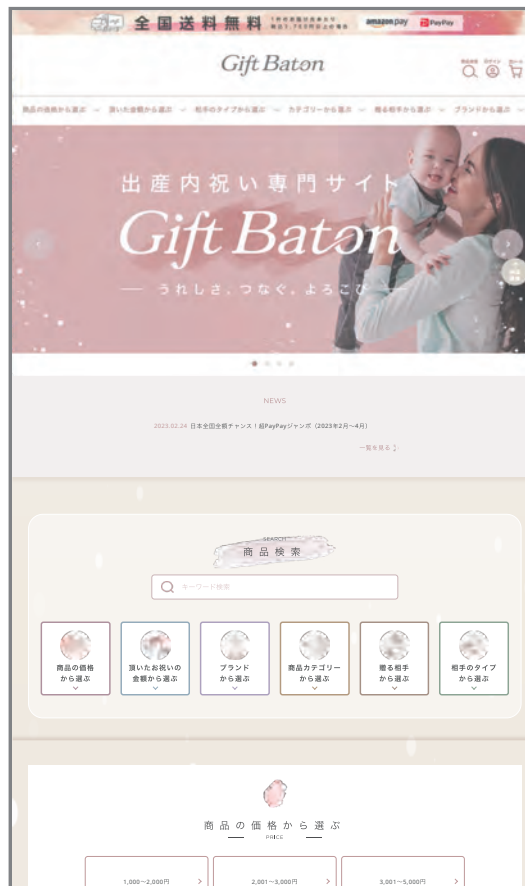 全国送料無料
amazon pay
PayPay
Gift Baton
商品の価格から選ぶ
頂いた金額から選ぶ
相手のタイプから選ぶ
カテゴリーから選ぶ
贈る相手から選ぶ
ブランドから選ぶ
出産内祝い専門サイト
Gift Baton
うれしさ、つなぐ、よろこび
NEWS
2023.02.24 日本全国全額チャンス！超PayPayジャンボ（2023年2月〜4月）
一覧を見る
SEARCH
商品検索
キーワード検索
商品の価格
から選ぶ
頂いたお祝いの
金額から選ぶ
ブランド
から選ぶ
商品カテゴリー
から選ぶ
贈る相手
から選ぶ
相手のタイプ
から選ぶ
商品の価格から選ぶ
PRICE
1,000〜2,000円
2,001〜3,000円
3,001〜5,000円